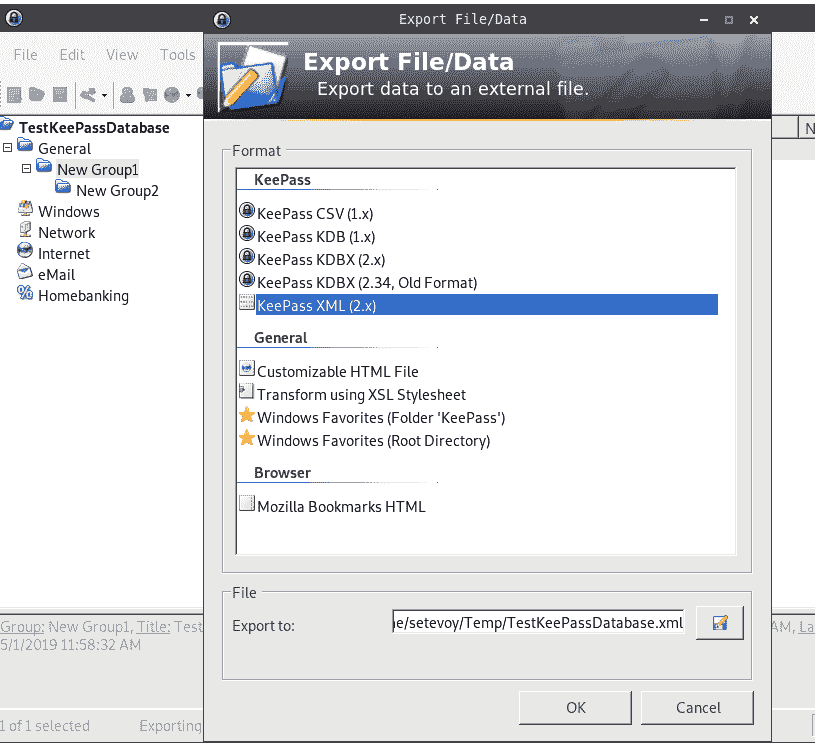 Export File/Data
File Edit View Tools
Export File/Data
Export data to an external file.
TestKeePassDatabase
General
New Group1
New Group2
Windows
Network
Internet
eMail
Homebanking
N
Format
KeePass
KeePass CSV (1.x)
KeePass KDB (1.x)
KeePass KDBX (2.x)
KeePass KDBX (2.34, Old Format)
KeePass XML (2.x)
General
Customizable HTML File
Transform using XSL Stylesheet
Windows Favorites (Folder 'KeePass')
Windows Favorites (Root Directory)
Browser
Mozilla Bookmarks HTML
File
Export to: e/setevoy/Temp/TestKeePassDatabase.xml
Group: New Group1, Title: Test
5/1/2019 11:58:32 AM
AM, La
OK Cancel
1 of 1 selected Exporting